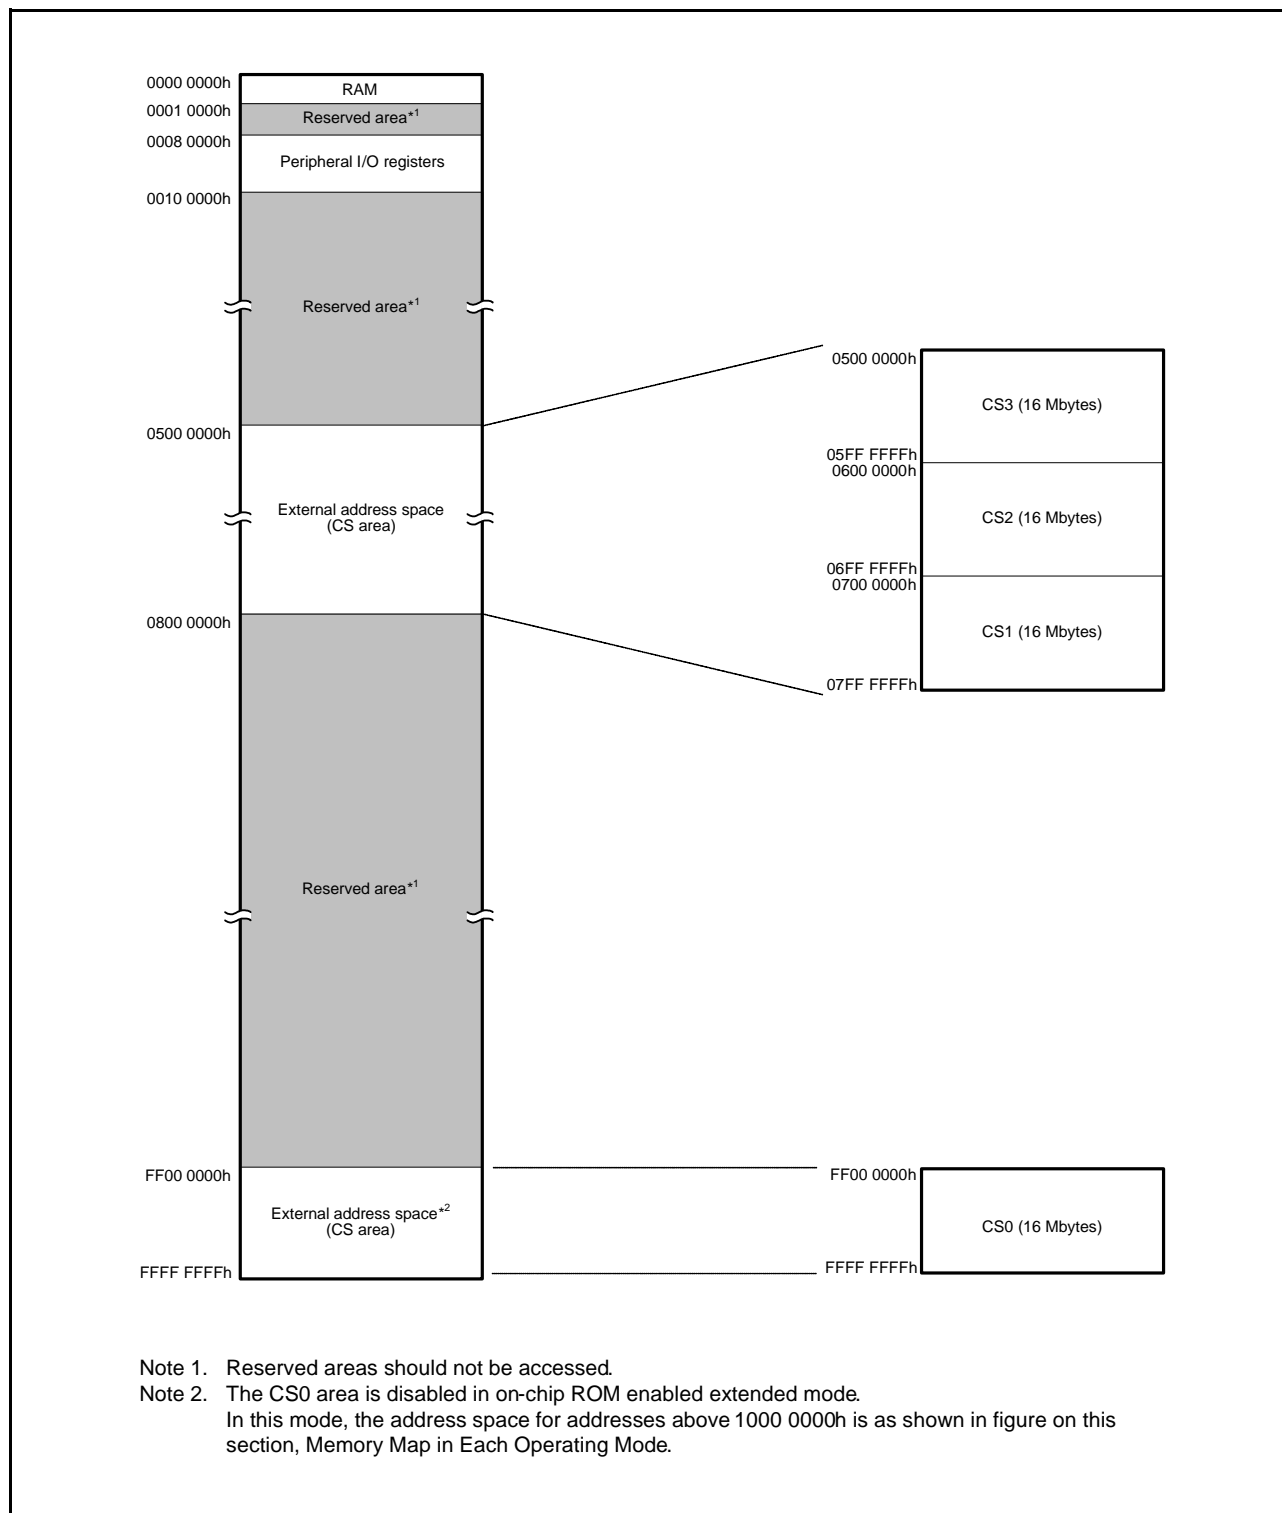 0000 0000h
RAM
0001 0000h
Reserved area*1
0008 0000h
Peripheral I/O registers
0010 0000h
Reserved area*1
0500 0000h
External address space
(CS area)
0800 0000h
Reserved area*1
FF00 0000h
External address space*2
(CS area)
FFFF FFFFh
0500 0000h
CS3 (16 Mbytes)
05FF FFFFh
0600 0000h
CS2 (16 Mbytes)
06FF FFFFh
0700 0000h
CS1 (16 Mbytes)
07FF FFFFh
FF00 0000h
CS0 (16 Mbytes)
FFFF FFFFh
Note 1. Reserved areas should not be accessed.
Note 2. The CS0 area is disabled in on-chip ROM enabled extended mode.
In this mode, the address space for addresses above 1000 0000h is as shown in figure on this
section, Memory Map in Each Operating Mode.